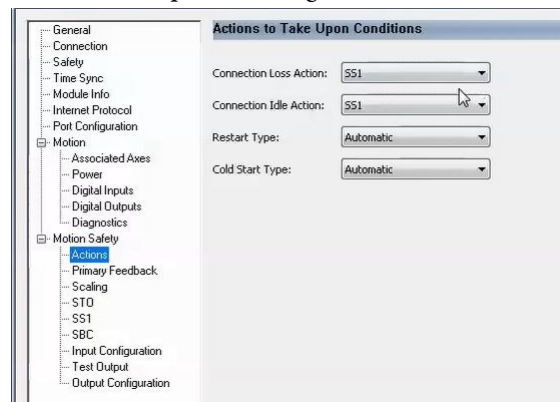 General
Connection
Safety
Time Sync
Module Info
Internet Protocol
Port Configuration
Motion
Associated Axes
Power
Digital Inputs
Digital Outputs
Diagnostics
Motion Safety
Actions
Primary Feedback
Scaling
STO
SS1
SBC
Input Configuration
Test Output
Output Configuration
Actions to Take Upon Conditions
Connection Loss Action: SS1
Connection Idle Action: SS1
Restart Type: Automatic
Cold Start Type: Automatic